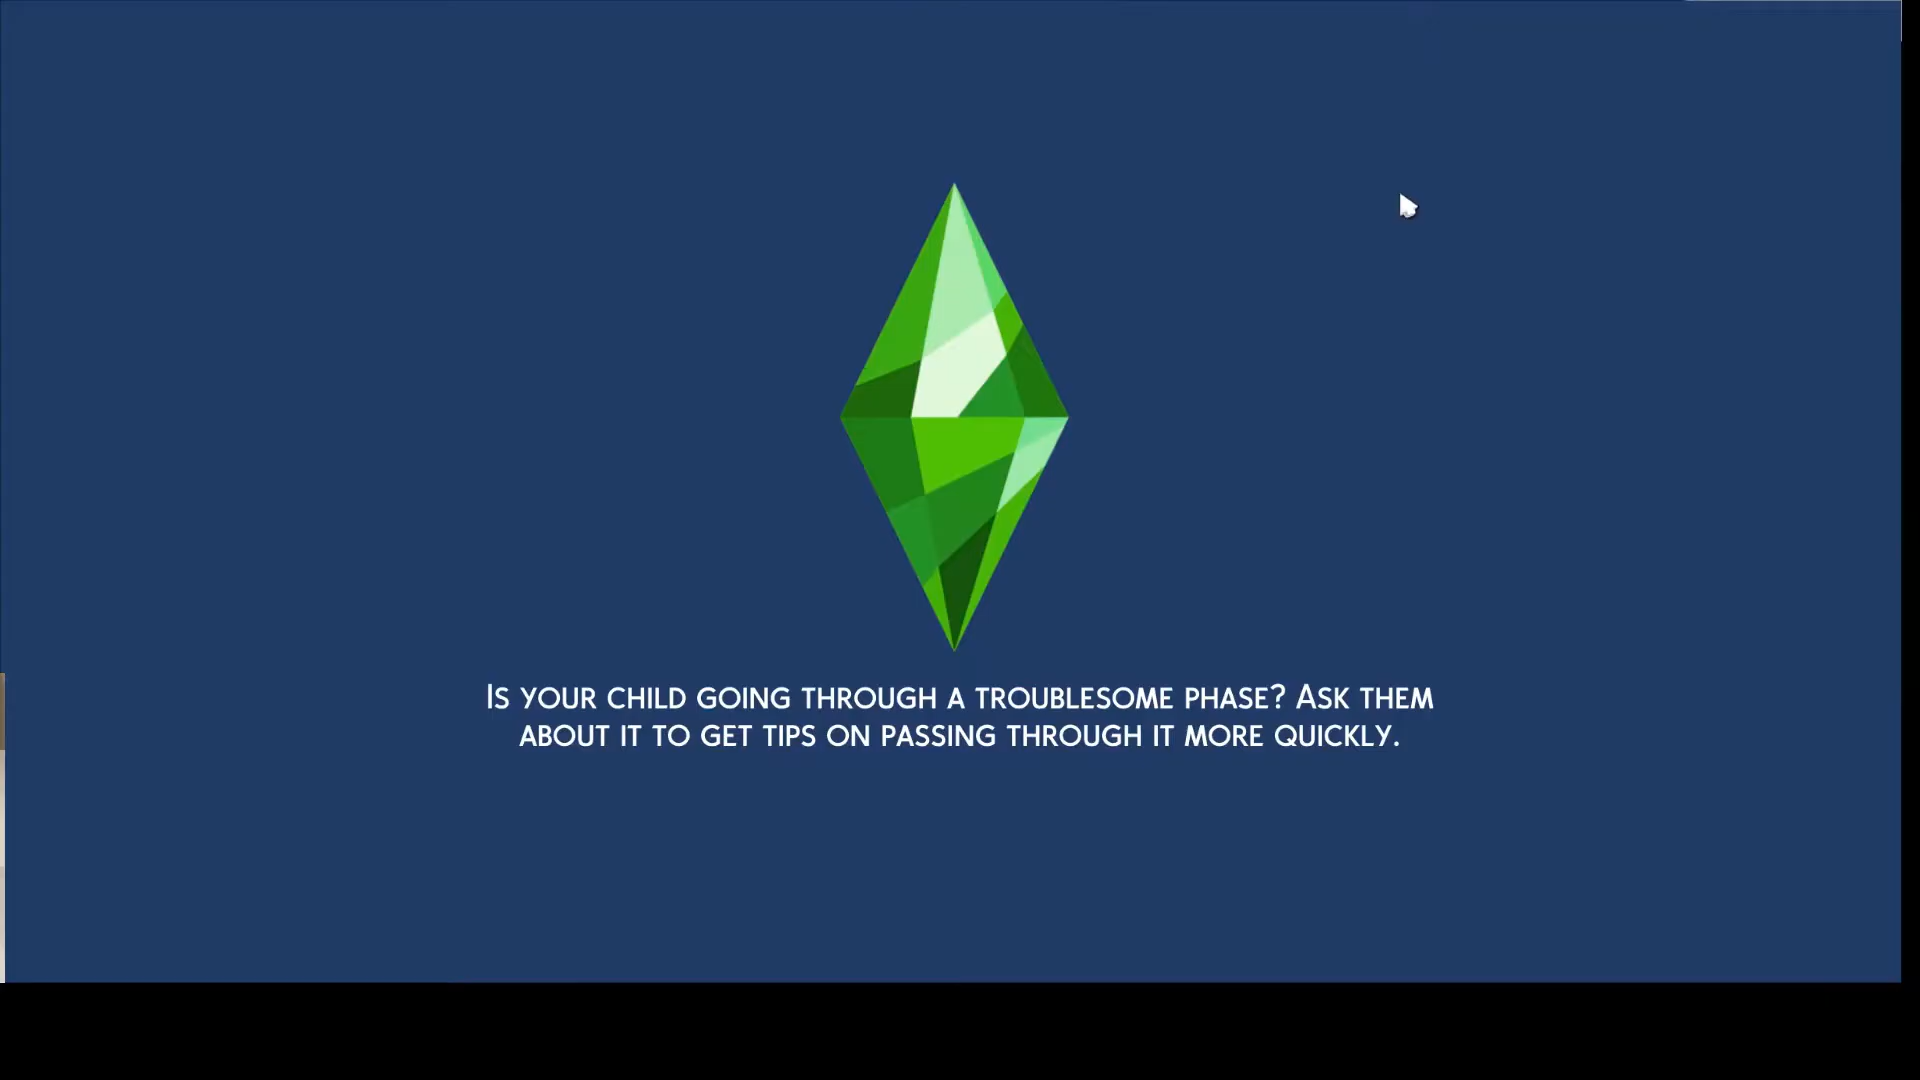 Is your child going through a troublesome phase? Ask them
about it to get tips on passing through it more quickly.